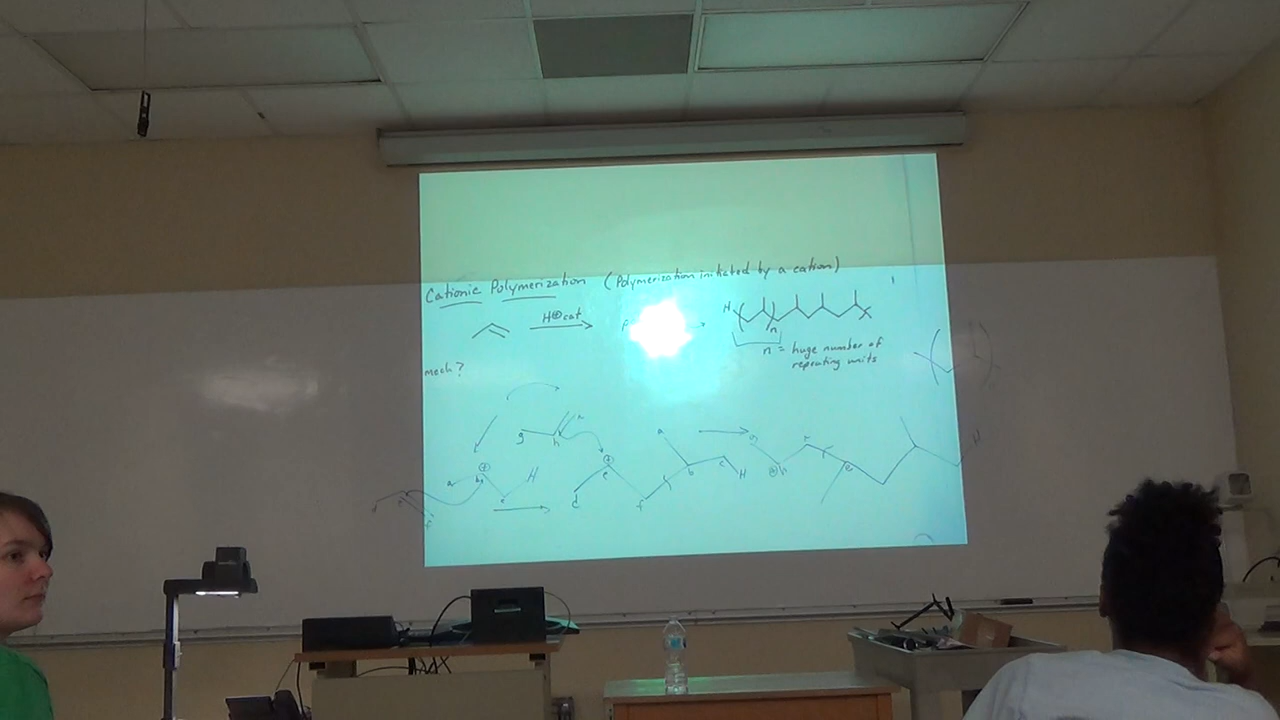 Cationic Polymerization (Polymerization initiated by a cation)
H⊕cat
H
n
n = huge number of
repeating units
mech?
g h
a b c H
d e f
a b c H
⊕ h
e
H